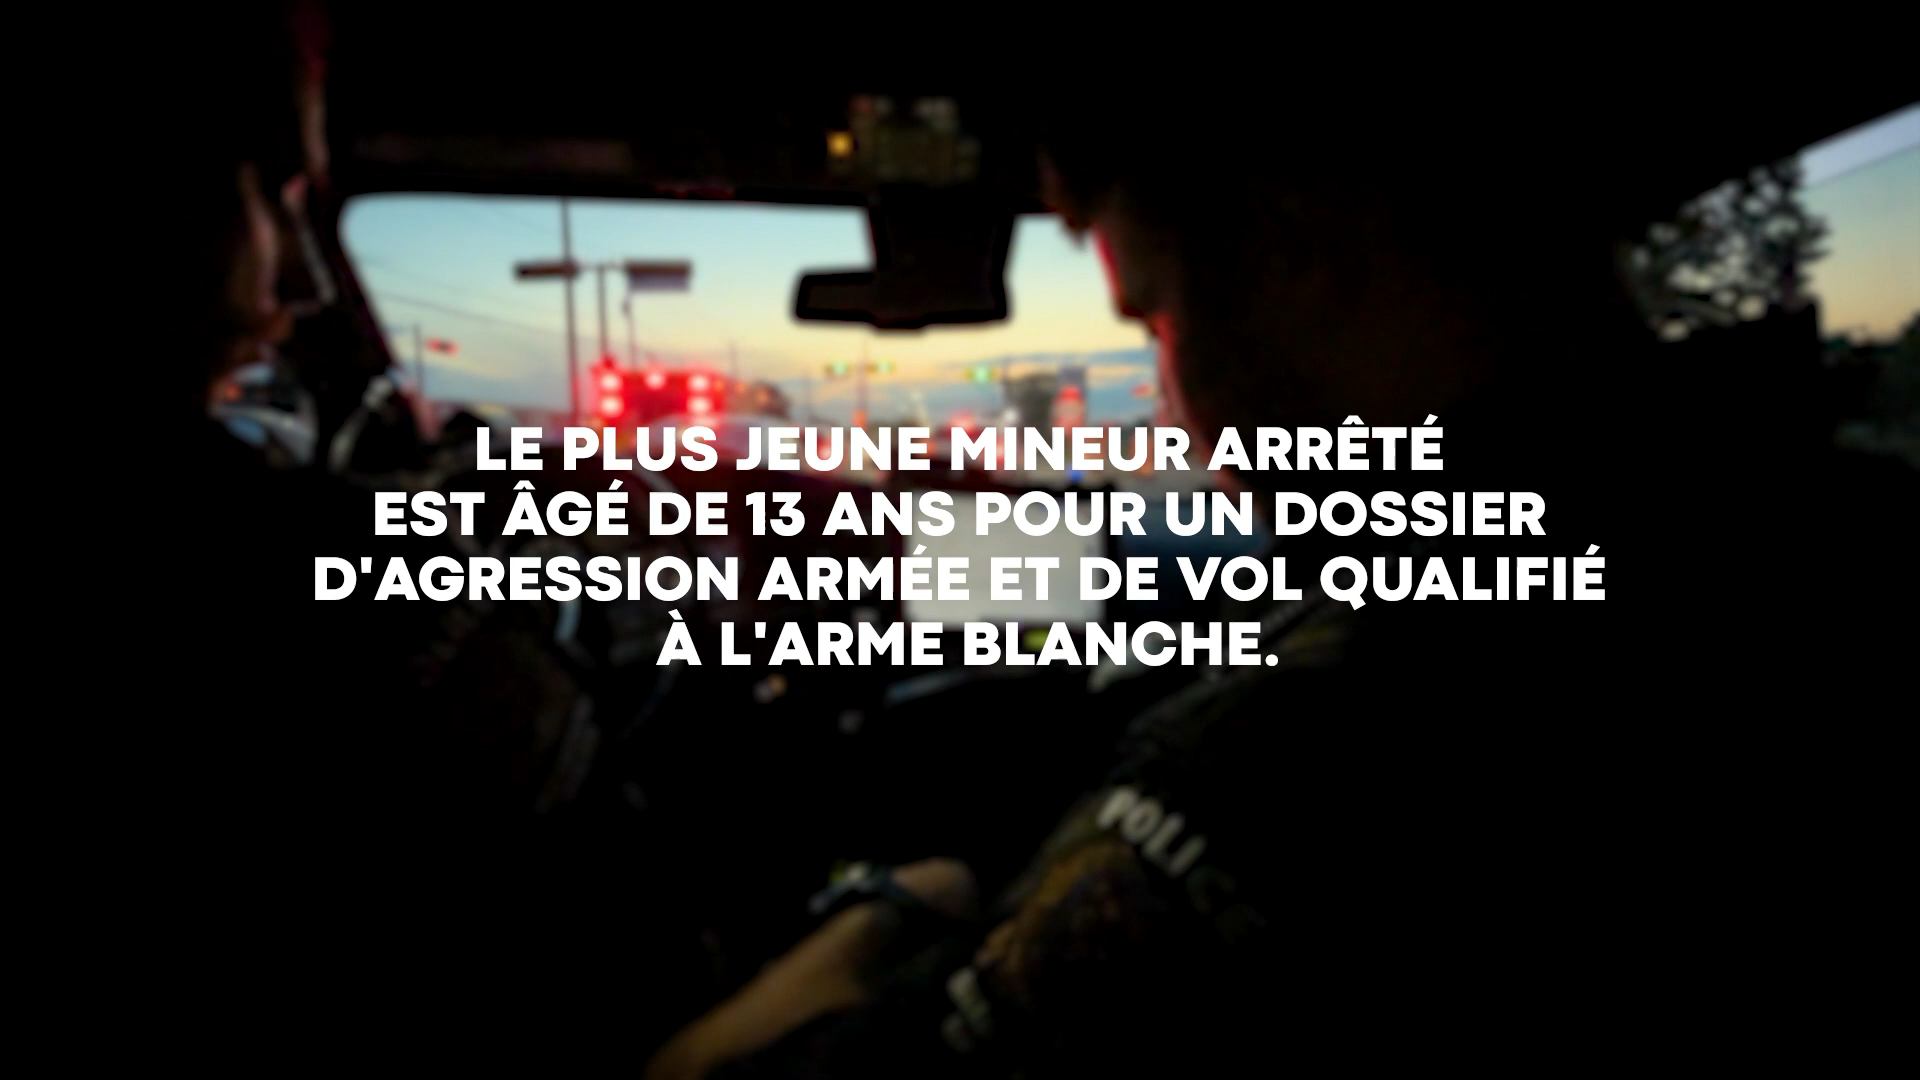 LE PLUS JEUNE MINEUR ARRÊTÉ
EST ÂGÉ DE 13 ANS POUR UN DOSSIER
D'AGRESSION ARMÉE ET DE VOL QUALIFIÉ
À L'ARME BLANCHE.
POLICE